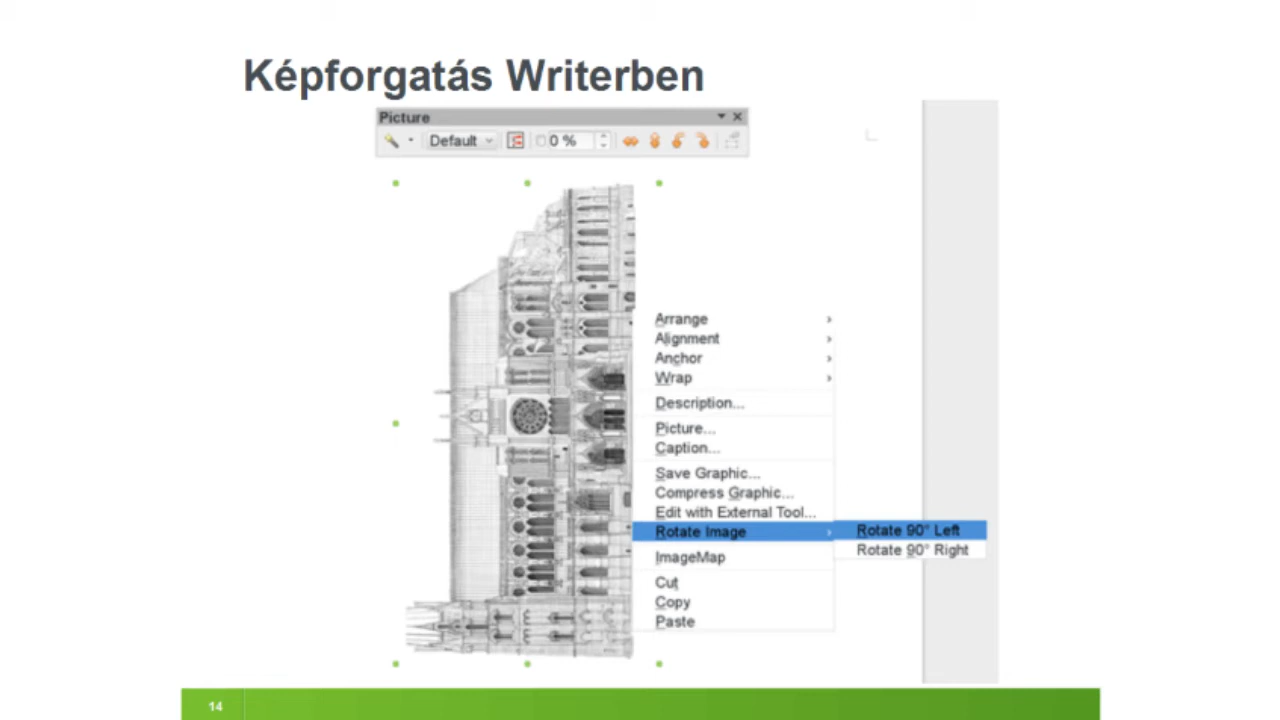 Képforgatás Writerben
Picture
Default
0 %
Arrange
Alignment
Anchor
Wrap
Description...
Picture...
Caption...
Save Graphic...
Compress Graphic...
Edit with External Tool...
Rotate Image
Rotate 90° Left
Rotate 90° Right
ImageMap
Cut
Copy
Paste
14